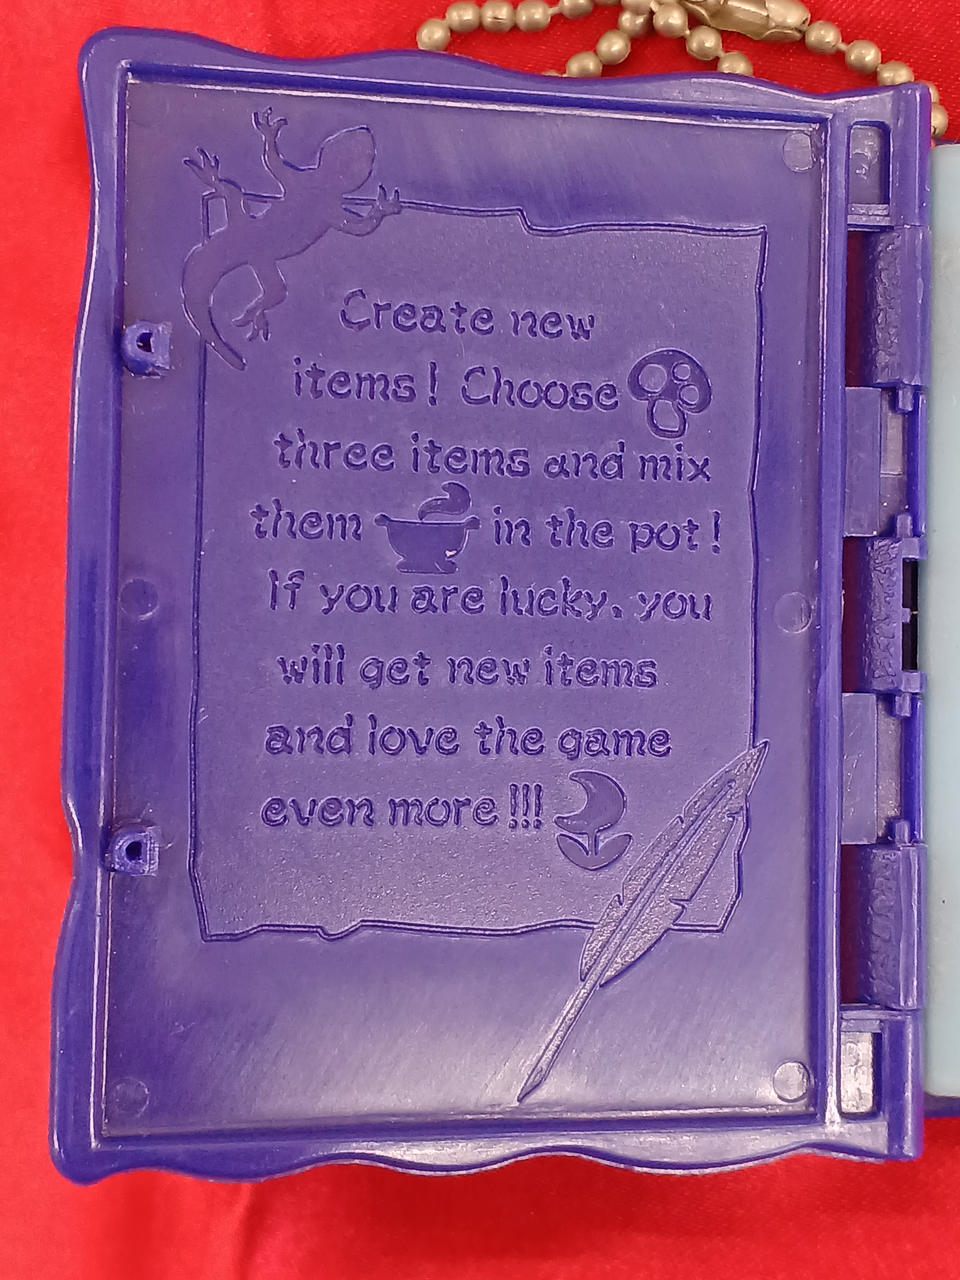 Create new
items! Choose
three items and mix
them in the pot!
If you are lucky, you
will get new items
and love the game
even more!!!